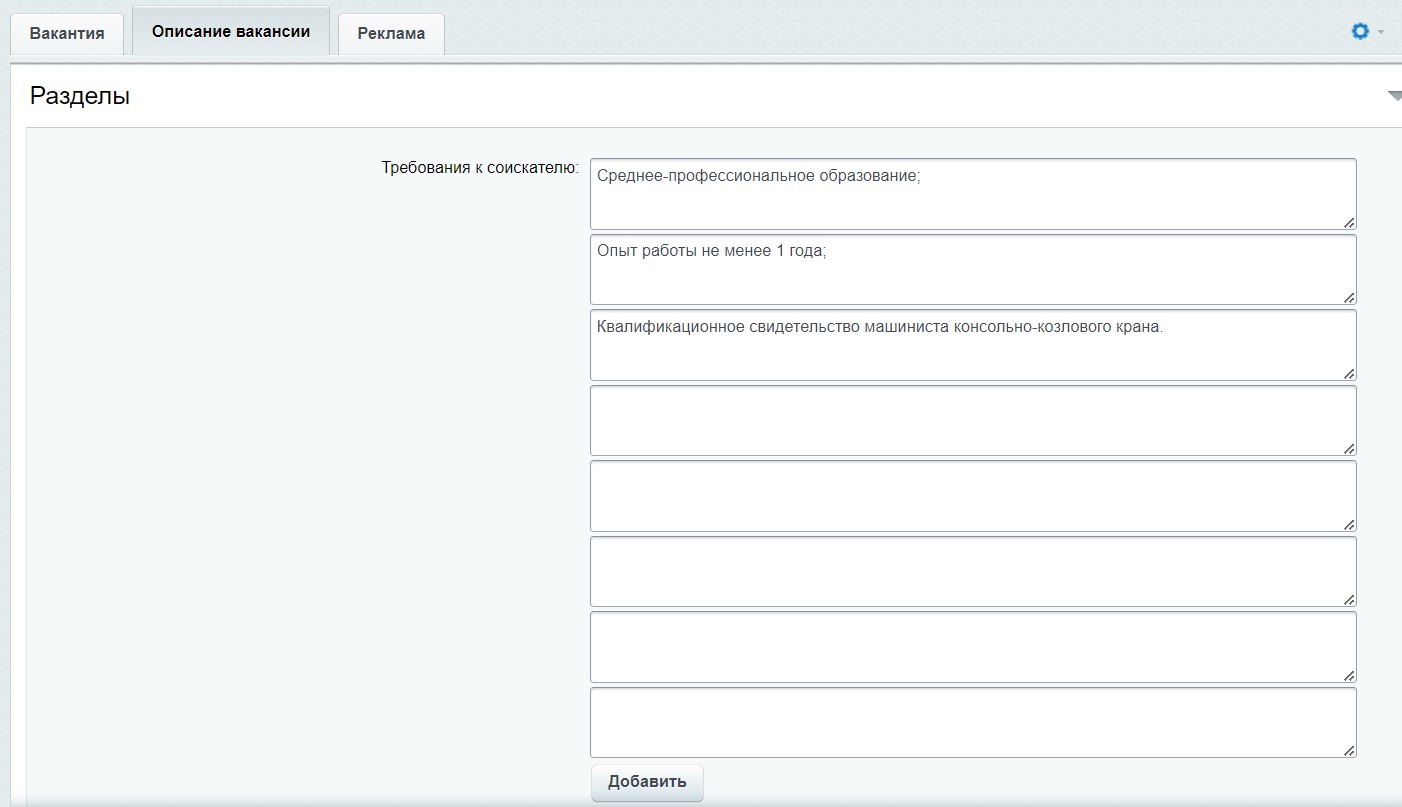 Вакантия
Описание вакансии
Реклама
Разделы
Требования к соискателю:
Среднее-профессиональное образование;
Опыт работы не менее 1 года;
Квалификационное свидетельство машиниста консольно-козлового крана.
Добавить